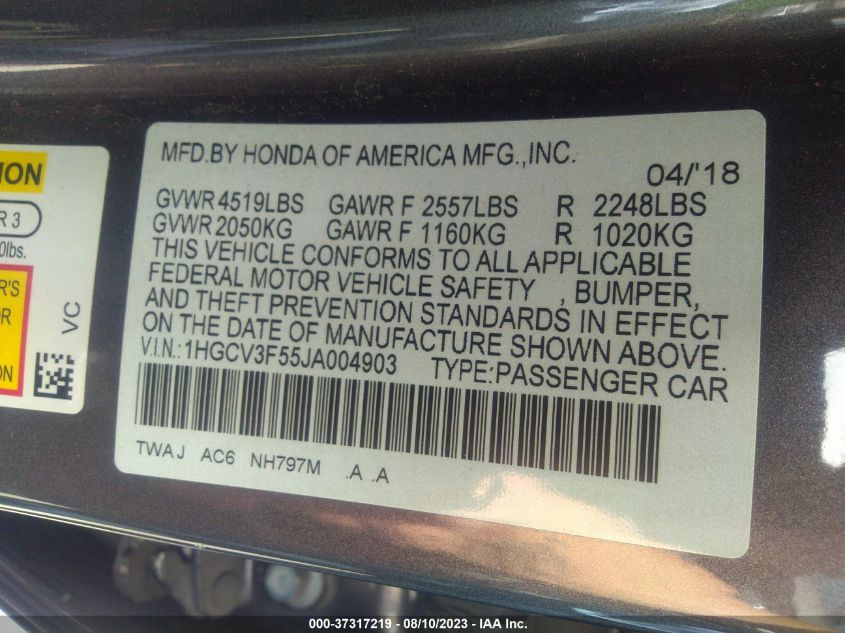 MFD.BY HONDA OF AMERICA MFG.,INC.
04/'18
GVWR 4519LBS GAWR F 2557LBS R 2248LBS
GVWR 2050KG GAWR F 1160KG R 1020KG
THIS VEHICLE CONFORMS TO ALL APPLICABLE
FEDERAL MOTOR VEHICLE SAFETY , BUMPER,
AND THEFT PREVENTION STANDARDS IN EFFECT
ON THE DATE OF MANUFACTURE SHOWN ABOVE.
V.I.N.:1HGCV3F55JA004903 TYPE:PASSENGER CAR
TWAJ AC6 NH797M .A .A
R 3
VC
000-37317219 - 08/10/2023 - IAA Inc.